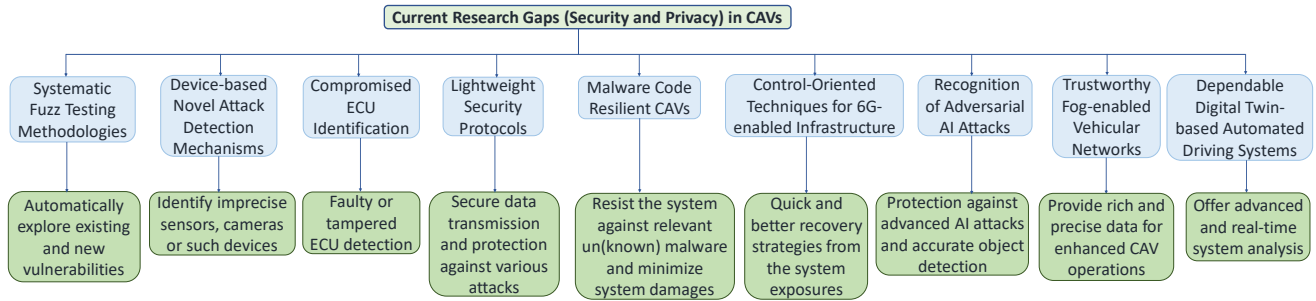 Current Research Gaps (Security and Privacy) in CAVs
Systematic
Fuzz Testing
Methodologies
Device-based
Novel Attack
Detection
Mechanisms
Compromised
ECU
Identification
Lightweight
Security
Protocols
Malware Code
Resilient CAVs
Control-Oriented
Techniques for 6G-
enabled Infrastructure
Recognition
of Adversarial
AI Attacks
Trustworthy
Fog-enabled
Vehicular
Networks
Dependable
Digital Twin-
based Automated
Driving Systems
Automatically
explore existing
and new
vulnerabilities
Identify imprecise
sensors, cameras
or such devices
Faulty or
tampered
ECU detection
Secure data
transmission
and protection
against various
attacks
Resist the system
against relevant
un(known) malware
and minimize
system damages
Quick and
better recovery
strategies from
the system
exposures
Protection against
advanced AI attacks
and accurate object
detection
Provide rich and
precise data for
enhanced CAV
operations
Offer advanced
and real-time
system analysis